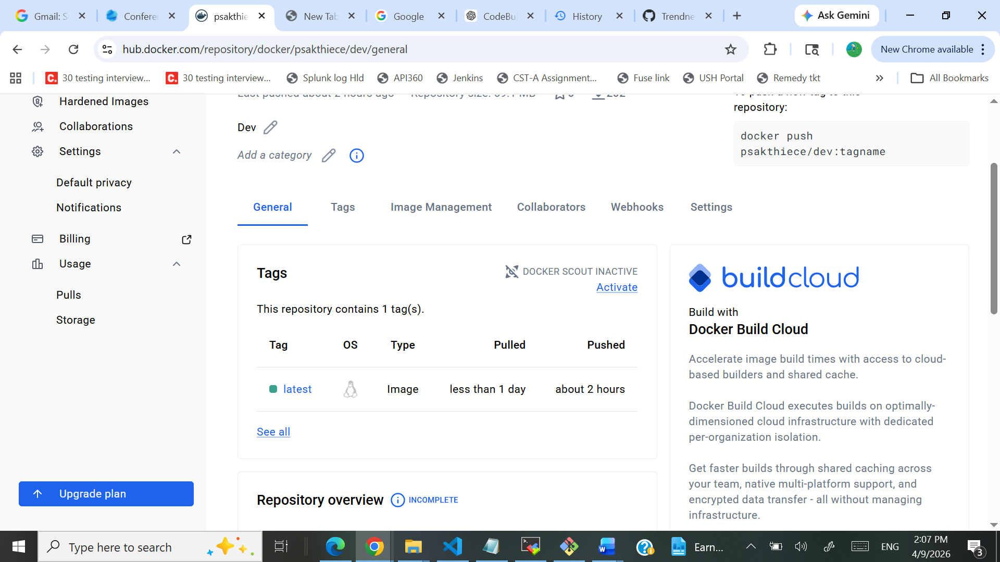 Gmail: S
Conferen
psakthie
New Tab
Google
CodeBui
History
Trendne
Ask Gemini
hub.docker.com/repository/docker/psakthiece/dev/general
New Chrome available
30 testing interview...
30 testing interview...
Splunk log Hld
API360
Jenkins
CST-A Assignment...
Fuse link
USH Portal
Remedy tkt
All Bookmarks
Hardened Images
Collaborations
Settings
Default privacy
Notifications
Billing
Usage
Pulls
Storage
Upgrade plan
Last pushed about 2 hours ago
Dev
Add a category
repository:
docker push
psakthiece/dev:tagname
General
Tags
Image Management
Collaborators
Webhooks
Settings
Tags
DOCKER SCOUT INACTIVE
Activate
This repository contains 1 tag(s).
Tag OS Type Pulled Pushed
latest Image less than 1 day about 2 hours
See all
Repository overview
INCOMPLETE
buildcloud
Build with
Docker Build Cloud
Accelerate image build times with access to cloud-
based builders and shared cache.
Docker Build Cloud executes builds on optimally-
dimensioned cloud infrastructure with dedicated
per-organization isolation.
Get faster builds through shared caching across
your team, native multi-platform support, and
encrypted data transfer - all without managing
infrastructure.
Type here to search
Earn...
ENG
2:07 PM
4/9/2026
3